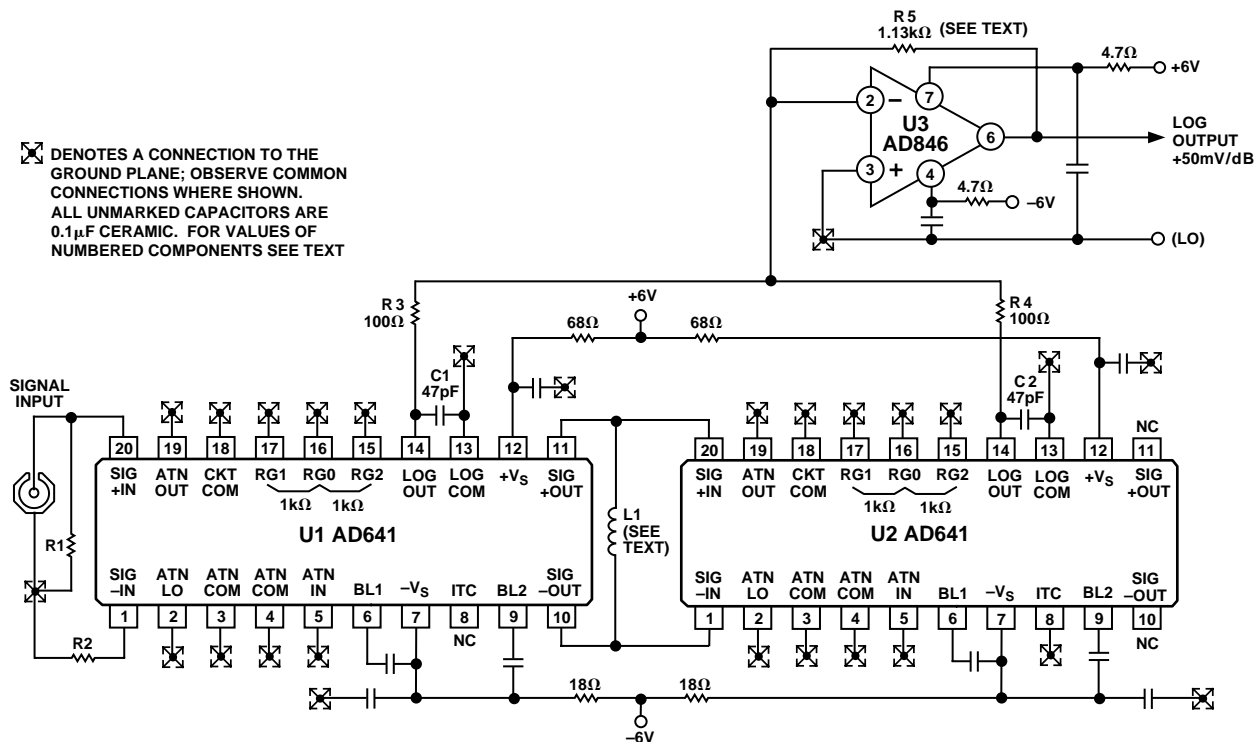 R5
1.13kΩ (SEE TEXT)
4.7Ω
+6V
2
–
7
U3
AD846
6
LOG
OUTPUT
+50mV/dB
3
+
4
4.7Ω
–6V
(LO)
DENOTES A CONNECTION TO THE
GROUND PLANE; OBSERVE COMMON
CONNECTIONS WHERE SHOWN.
ALL UNMARKED CAPACITORS ARE
0.1µF CERAMIC. FOR VALUES OF
NUMBERED COMPONENTS SEE TEXT
R3
100Ω
+6V
68Ω
68Ω
R4
100Ω
SIGNAL
INPUT
C1
47pF
C2
47pF
NC
20 19 18 17 16 15 14 13 12 11
SIG +IN
ATN OUT
CKT COM
RG1 RG0 RG2
LOG OUT
LOG COM
+VS
SIG +OUT
1kΩ 1kΩ
U1 AD641
R1
SIG –IN
ATN LO
ATN COM
ATN COM
ATN IN
BL1
–VS
ITC
BL2
SIG –OUT
1 2 3 4 5 6 7 8 9 10
NC
R2
L1
(SEE
TEXT)
20 19 18 17 16 15 14 13 12 11
SIG +IN
ATN OUT
CKT COM
RG1 RG0 RG2
LOG OUT
LOG COM
+VS
SIG +OUT
1kΩ 1kΩ
U2 AD641
SIG –IN
ATN LO
ATN COM
ATN COM
ATN IN
BL1
–VS
ITC
BL2
SIG –OUT
1 2 3 4 5 6 7 8 9 10
NC
18Ω
18Ω
–6V